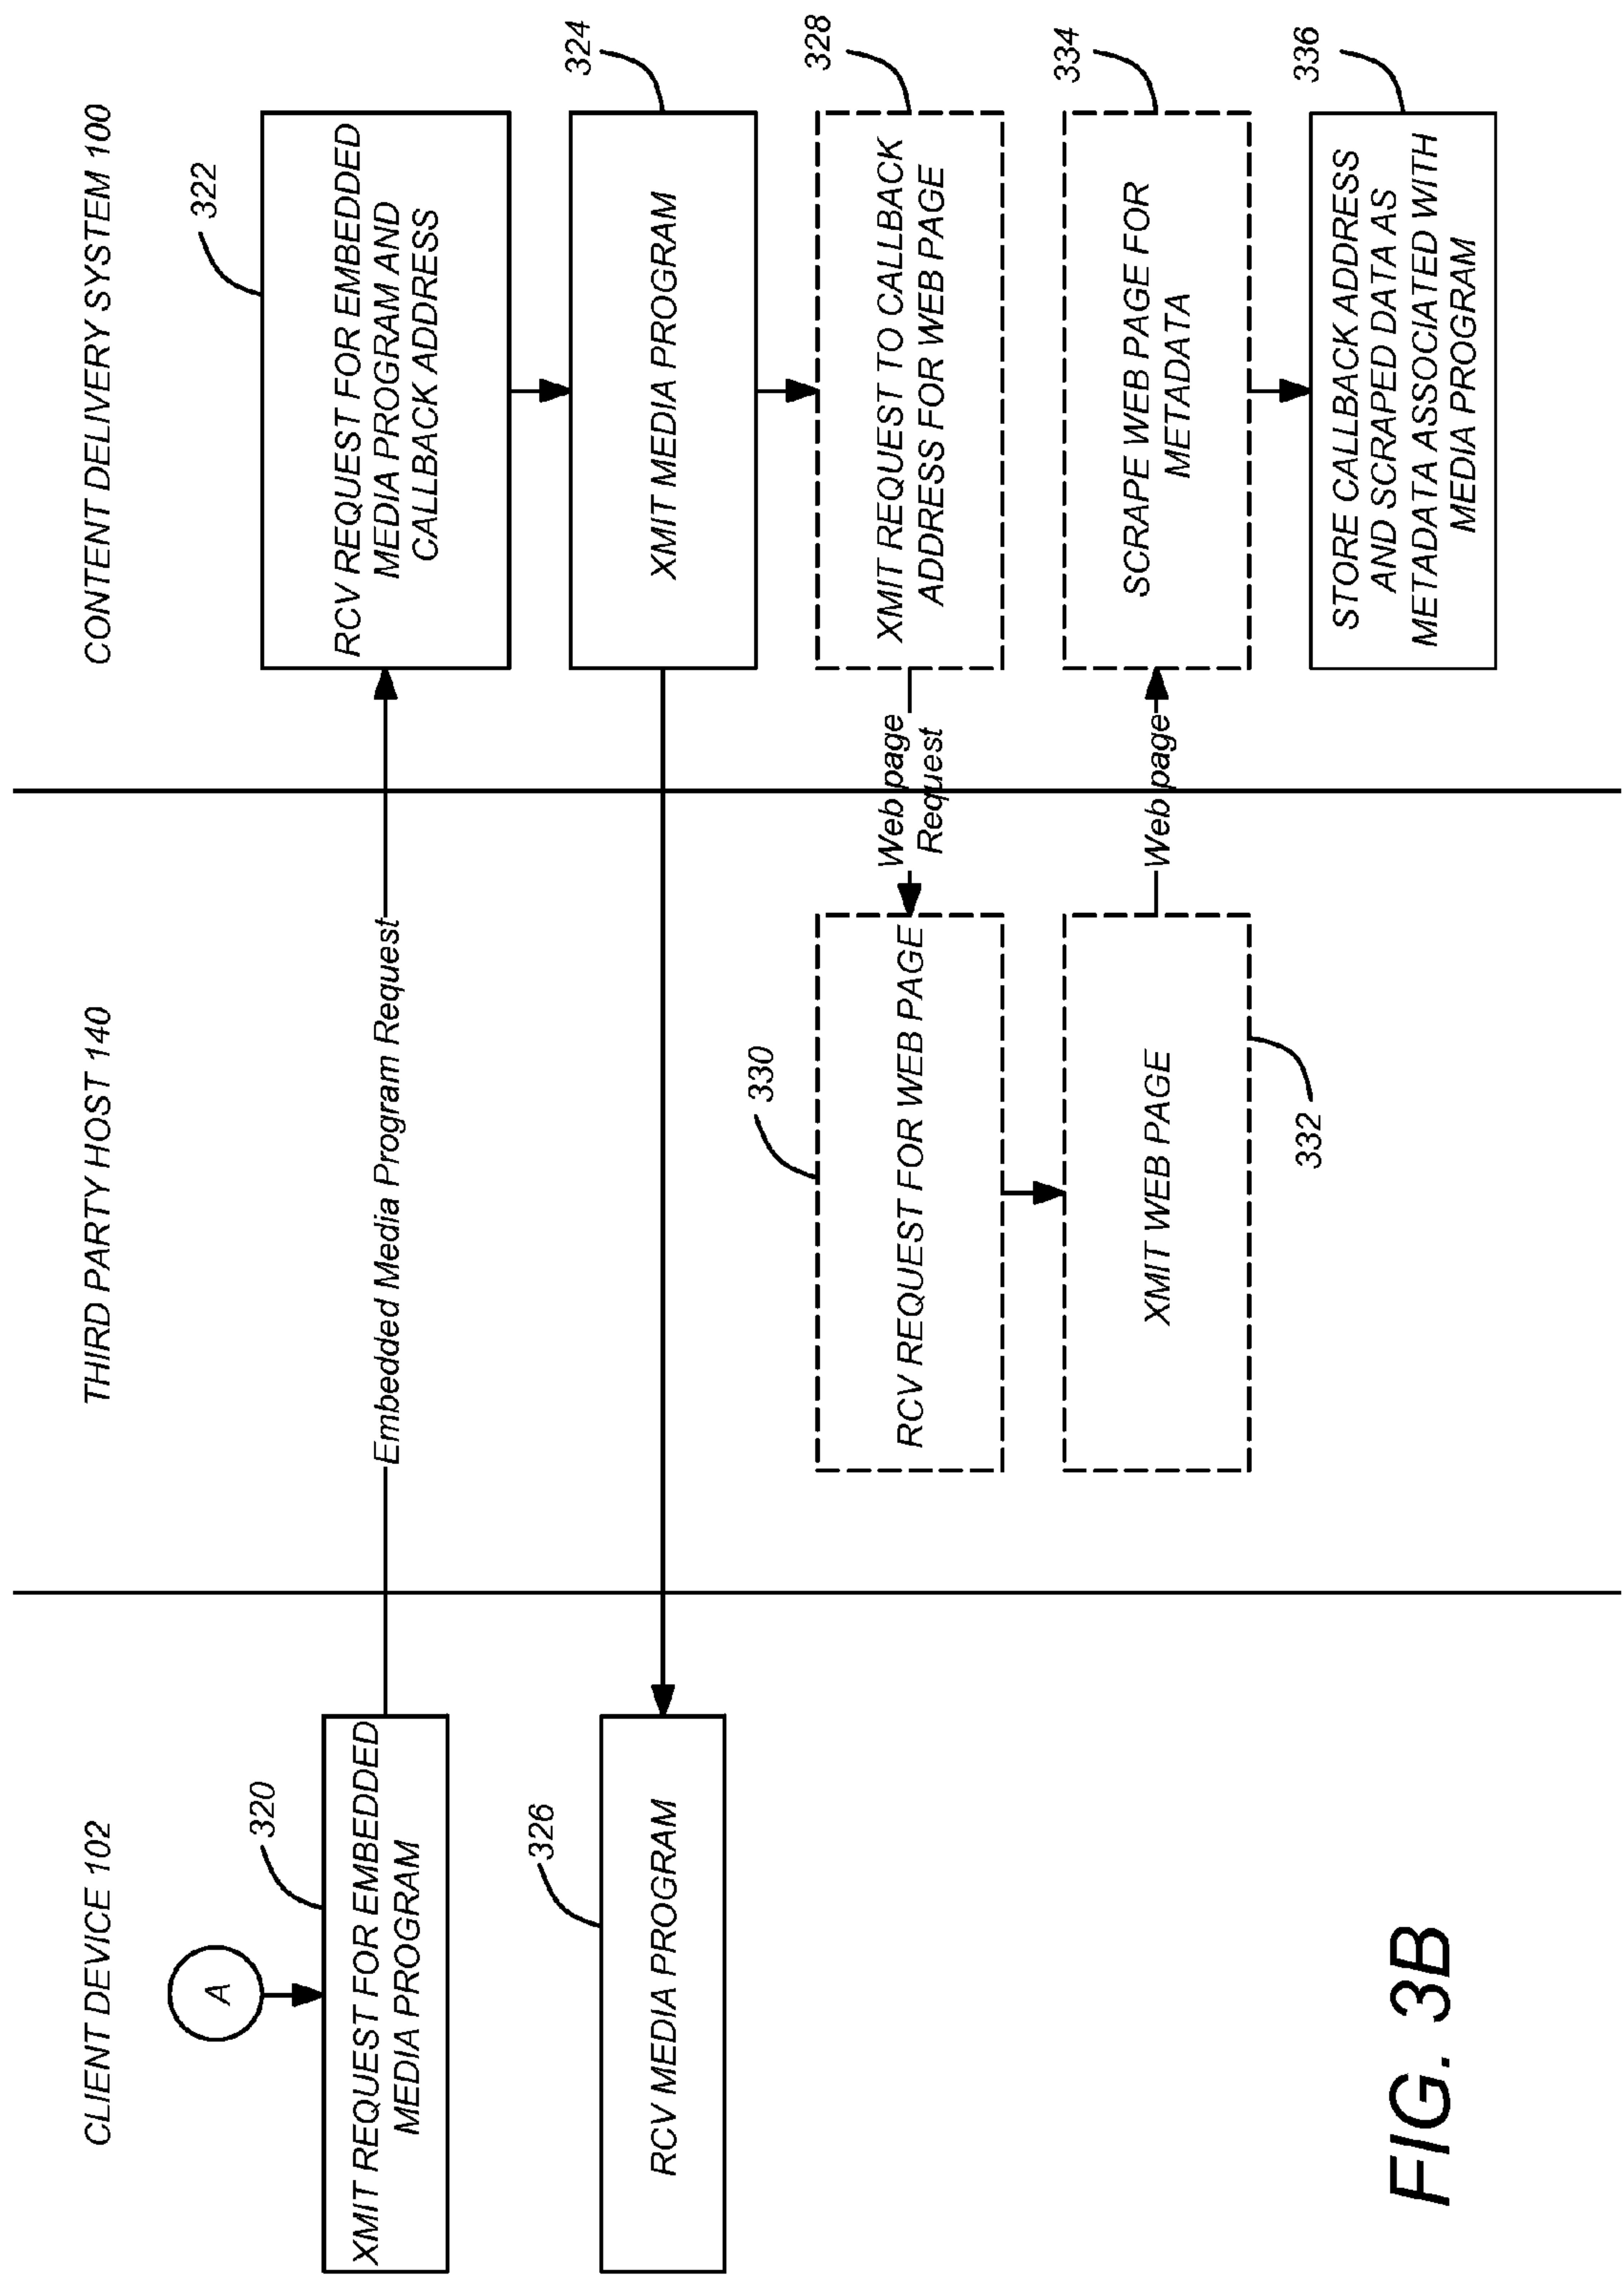 CLIENT DEVICE 102
THIRD PARTY HOST 140
CONTENT DELIVERY SYSTEM 100
A
320
XMIT REQUEST FOR EMBEDDED
MEDIA PROGRAM
Embedded Media Program Request
322
RCV REQUEST FOR EMBEDDED
MEDIA PROGRAM AND
CALLBACK ADDRESS
324
XMIT MEDIA PROGRAM
326
RCV MEDIA PROGRAM
328
XMIT REQUEST TO CALLBACK
ADDRESS FOR WEB PAGE
Web page
Request
330
RCV REQUEST FOR WEB PAGE
332
XMIT WEB PAGE
Web page
334
SCRAPE WEB PAGE FOR
METADATA
336
STORE CALLBACK ADDRESS
AND SCRAPED DATA AS
METADATA ASSOCIATED WITH
MEDIA PROGRAM
FIG. 3B